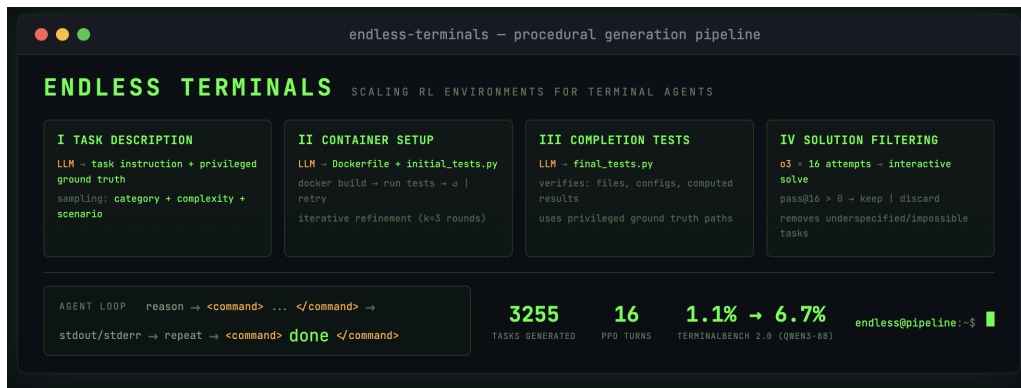 endless-terminals — procedural generation pipeline
ENDLESS TERMINALS SCALING RL ENVIRONMENTS FOR TERMINAL AGENTS
I TASK DESCRIPTION
LLM → task instruction + privileged
ground truth
sampling: category + complexity +
scenario
II CONTAINER SETUP
LLM → Dockerfile + initial_tests.py
docker build → run tests → ↺ |
retry
iterative refinement (k=3 rounds)
III COMPLETION TESTS
LLM → final_tests.py
verifies: files, configs, computed
results
uses privileged ground truth paths
IV SOLUTION FILTERING
o3 × 16 attempts → interactive
solve
pass@16 > 0 → keep | discard
removes underspecified/impossible
tasks
AGENT LOOP reason → <command> ... </command> →
stdout/stderr → repeat → <command> done </command>
3255
TASKS GENERATED
16
PPO TURNS
1.1% → 6.7%
TERMINALBENCH 2.0 (QWEN3-8B)
endless@pipeline:~$